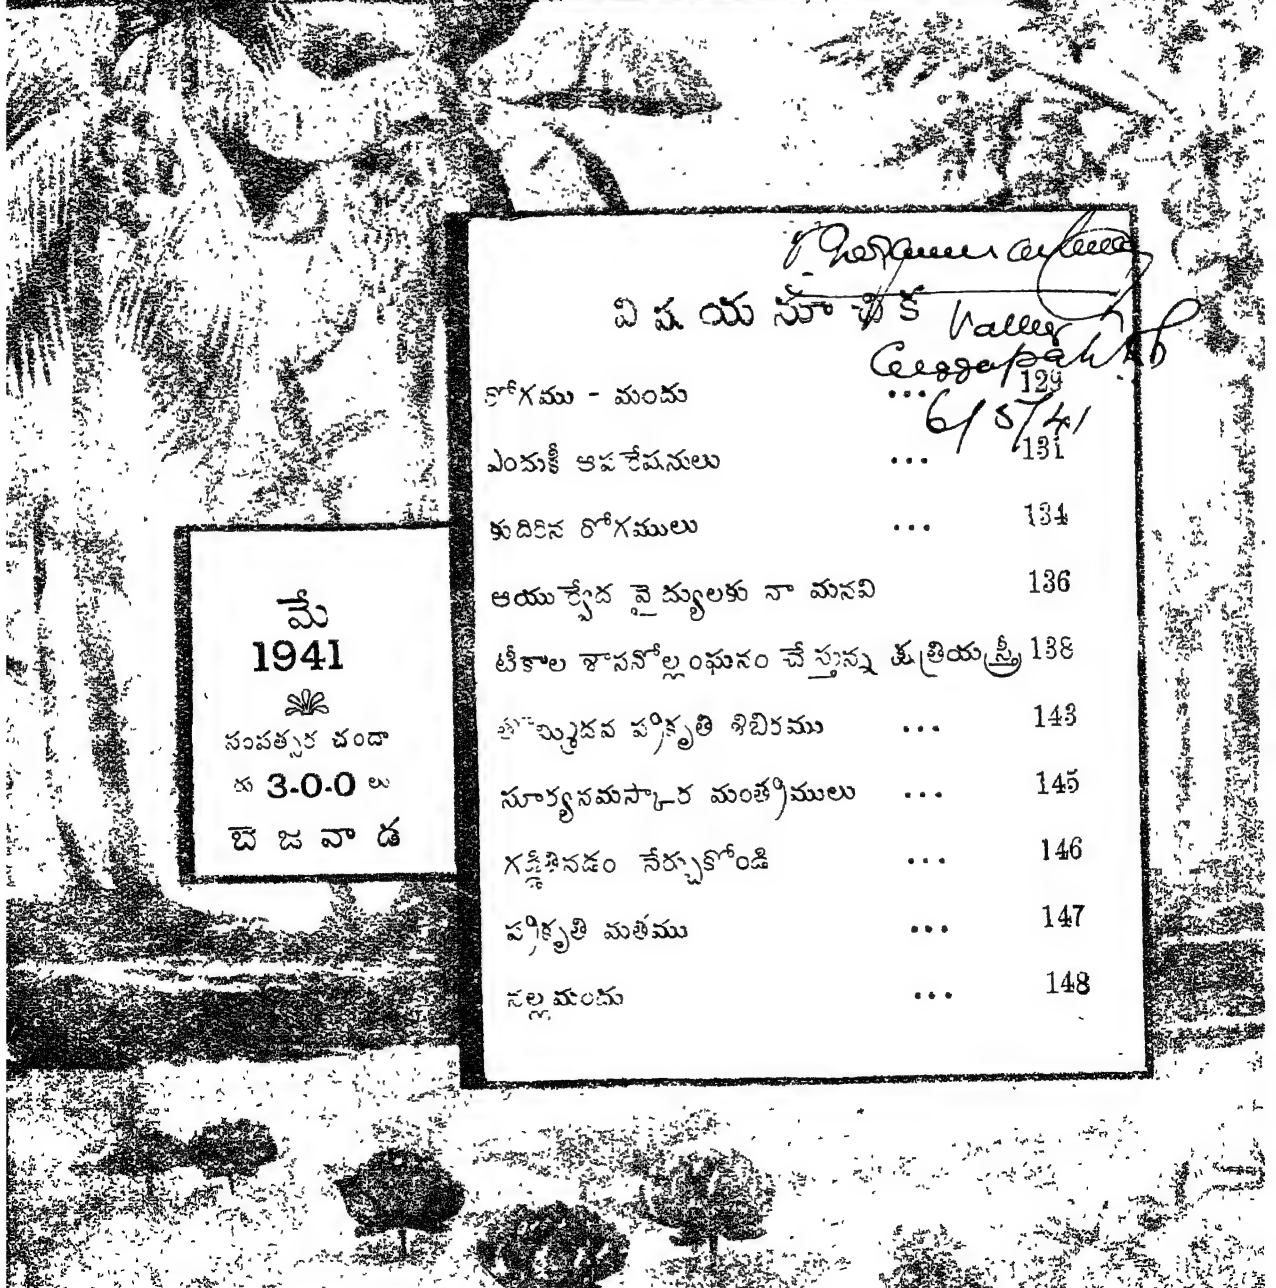 విషయసూచిక
రోగము - మందు ... 129
6/5/41
ఎందుకీ ఆపరేషనులు ... 131
కుదిరిన రోగములు ... 134
ఆయుర్వేద వైద్యులకు నా మనవి 136
టీకాల శాసనోల్లంఘనం చేస్తున్న క్షత్రియస్త్రీ 138
తొమ్మిదవ ప్రకృతి శిబిరము ... 143
సూర్యనమస్కార మంత్రములు ... 145
గడ్డితినడం నేర్చుకోండి ... 146
ప్రకృతి మతము ... 147
నల్లమందు ... 148
మే
1941
సంవత్సర చందా
రు 3-0-0 లు
బెజవాడ